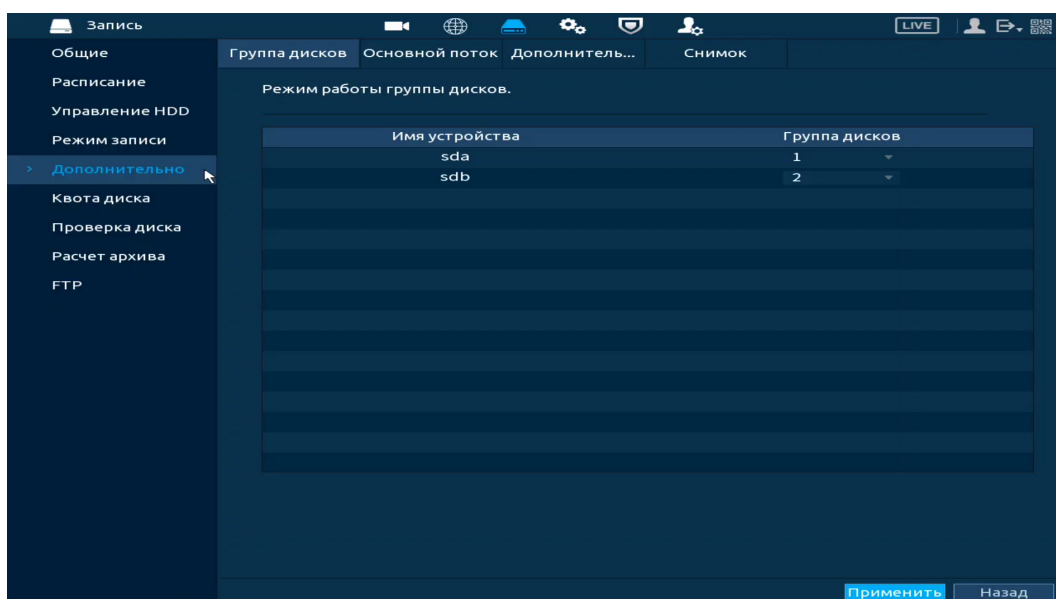 Запись
LIVE
Общие
Расписание
Управление HDD
Режим записи
> Дополнительно
Квота диска
Проверка диска
Расчет архива
FTP
Группа дисков Основной поток Дополнитель... Снимок
Режим работы группы дисков.
Имя устройства Группа дисков
sda 1
sdb 2
Применить Назад